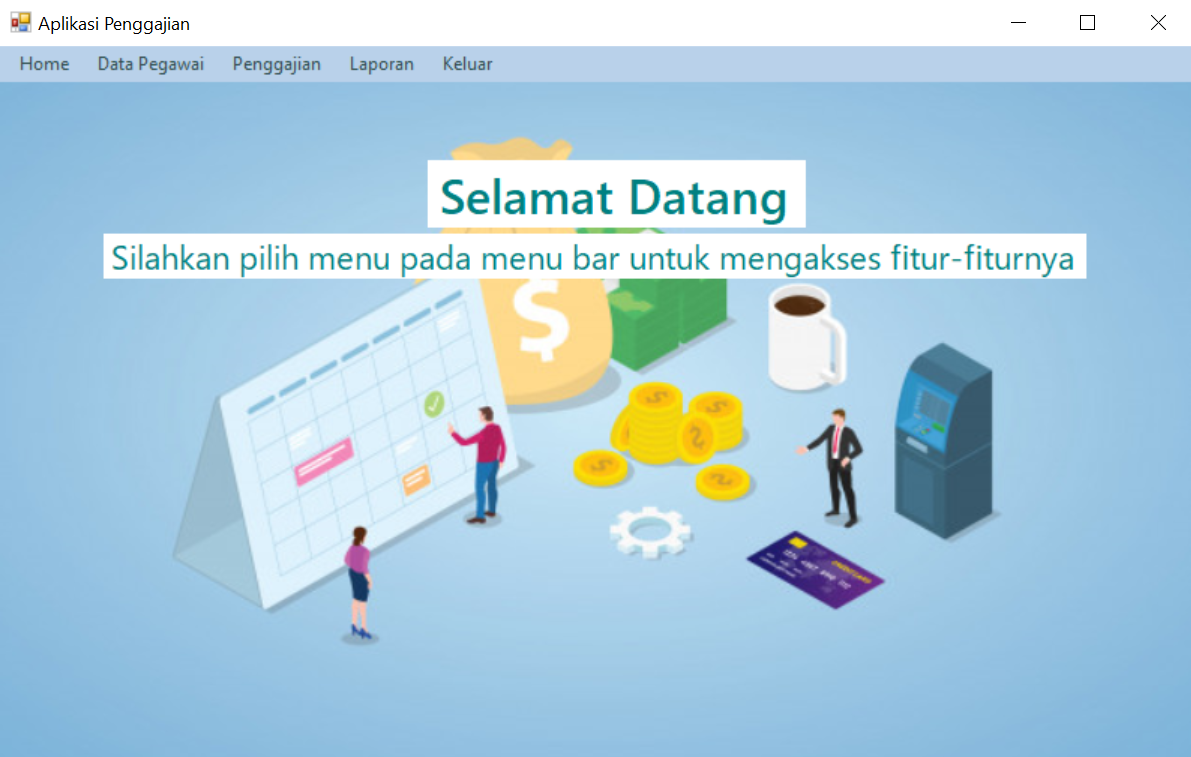 Aplikasi Penggajian
Home Data Pegawai Penggajian Laporan Keluar
Selamat Datang
Silahkan pilih menu pada menu bar untuk mengakses fitur-fiturnya
$